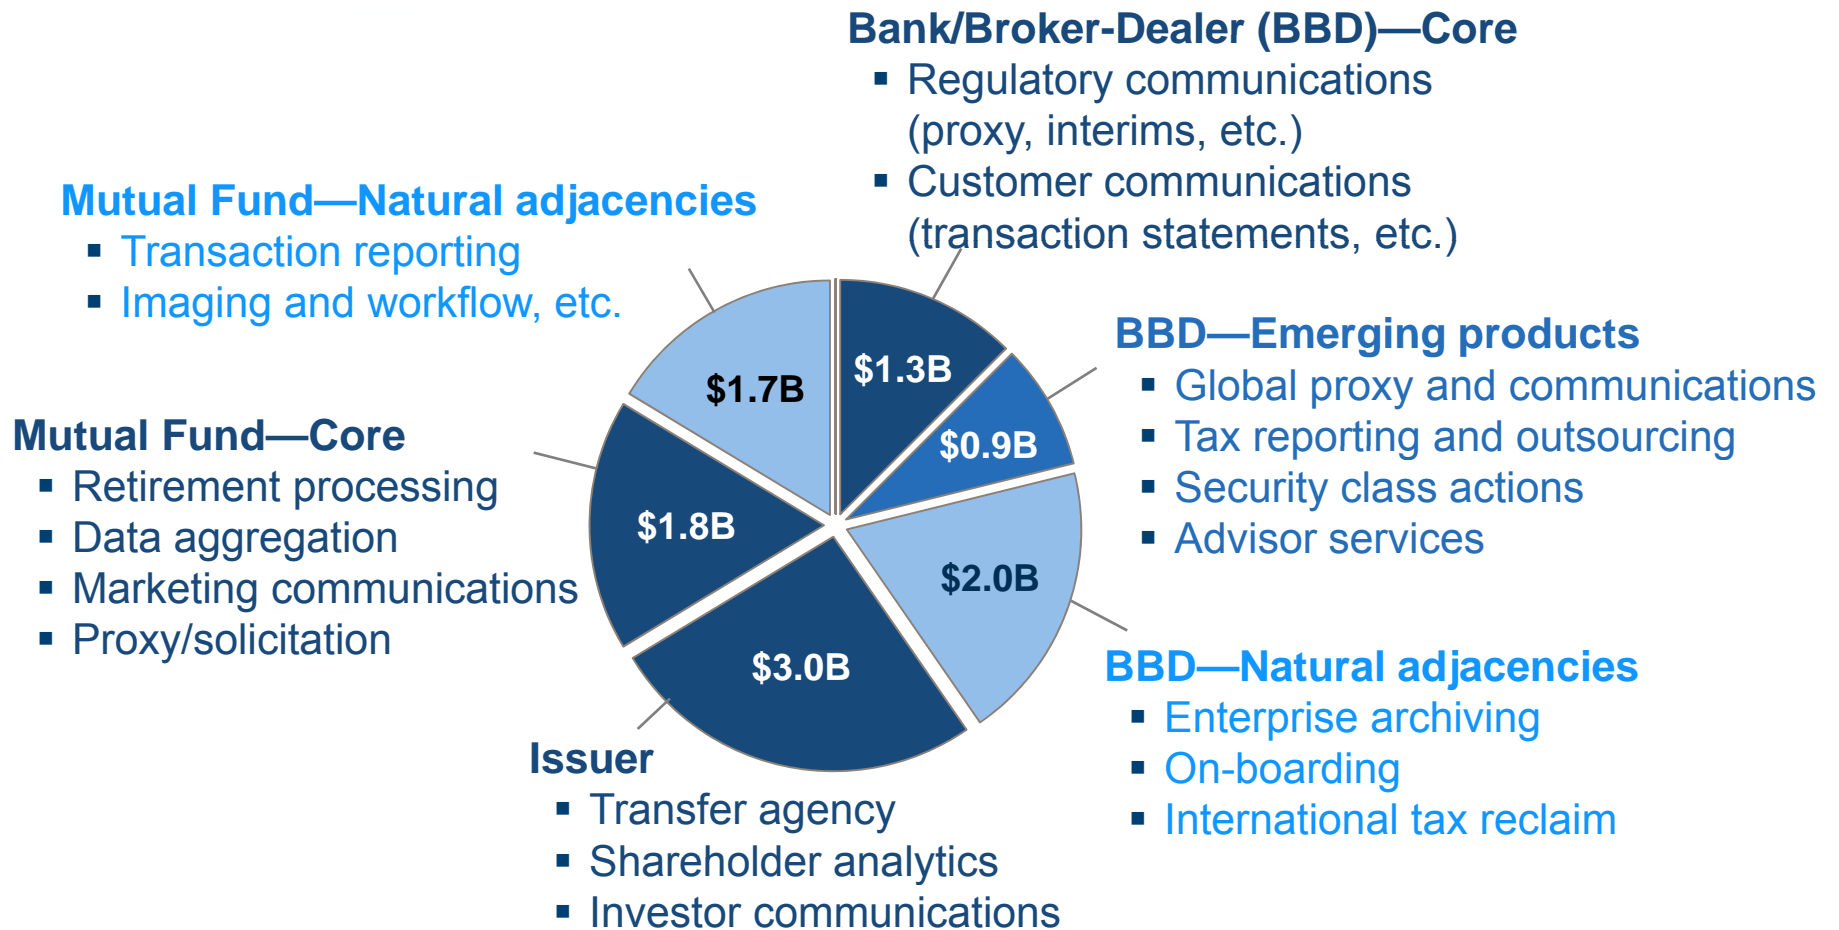 Bank/Broker-Dealer (BBD)—Core
▪ Regulatory communications
(proxy, interims, etc.)
▪ Customer communications
(transaction statements, etc.)
Mutual Fund—Natural adjacencies
▪ Transaction reporting
▪ Imaging and workflow, etc.
BBD—Emerging products
▪ Global proxy and communications
▪ Tax reporting and outsourcing
▪ Security class actions
▪ Advisor services
Mutual Fund—Core
▪ Retirement processing
▪ Data aggregation
▪ Marketing communications
▪ Proxy/solicitation
$1.3B
$1.7B
$0.9B
$1.8B
$2.0B
$3.0B
BBD—Natural adjacencies
▪ Enterprise archiving
▪ On-boarding
▪ International tax reclaim
Issuer
▪ Transfer agency
▪ Shareholder analytics
▪ Investor communications